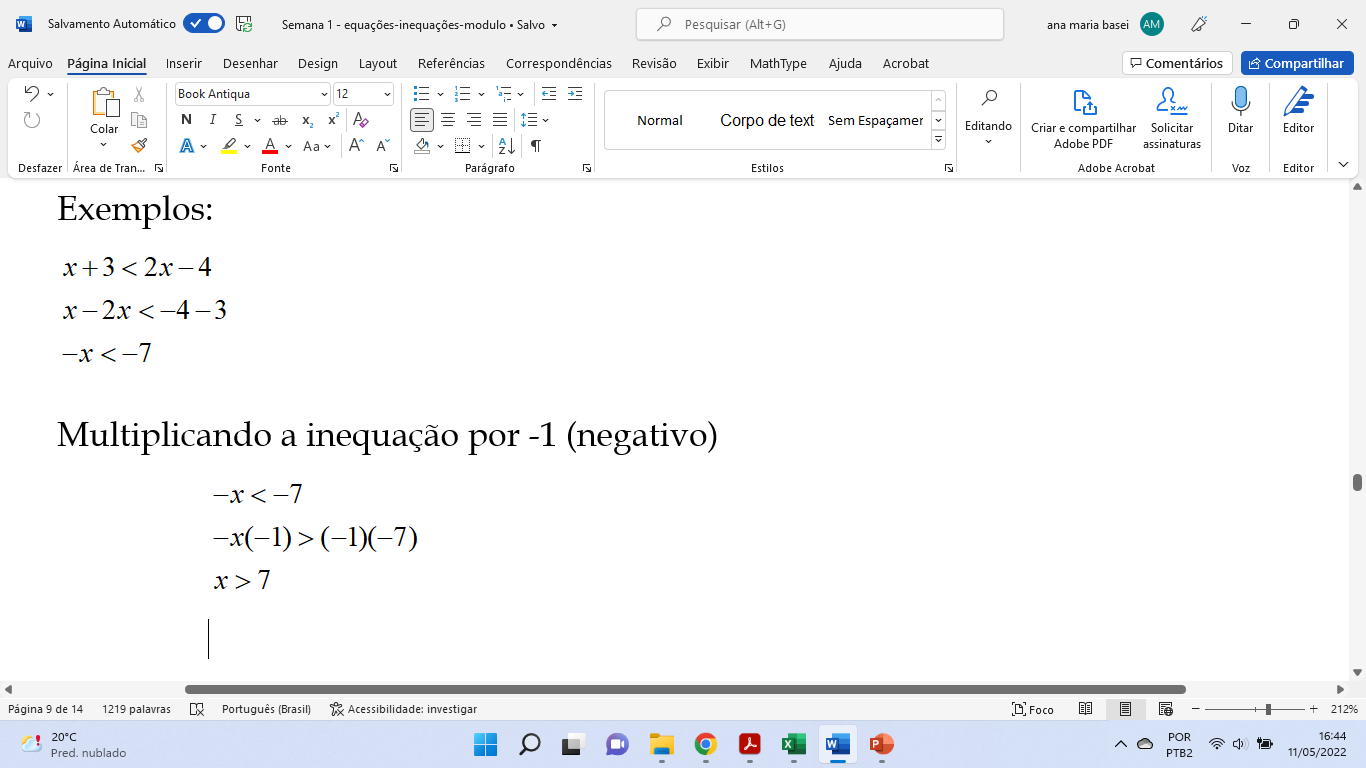 Salvamento Automático
Semana 1 - equações-inequações-modulo • Salvo
Pesquisar (Alt+G)
ana maria basei
AM
Arquivo Página Inicial Inserir Desenhar Design Layout Referências Correspondências Revisão Exibir MathType Ajuda Acrobat
Comentários
Compartilhar
Book Antiqua 12
Colar
N I S ab x₂ x² A
A A Aa A^ Aˇ
Normal Corpo de text Sem Espaçamer
Editando
Criar e compartilhar Adobe PDF
Solicitar assinaturas
Ditar
Editor
Desfazer Área de Tran... Fonte Parágrafo Estilos Adobe Acrobat Voz Editor
Exemplos:
x+3<2x−4
x−2x<−4−3
−x<−7
Multiplicando a inequação por -1 (negativo)
−x<−7
−x(−1)>(−1)(−7)
x>7
Página 9 de 14 1219 palavras Português (Brasil) Acessibilidade: investigar Foco 212%
20°C
Pred. nublado
POR
PTB2
16:44
11/05/2022